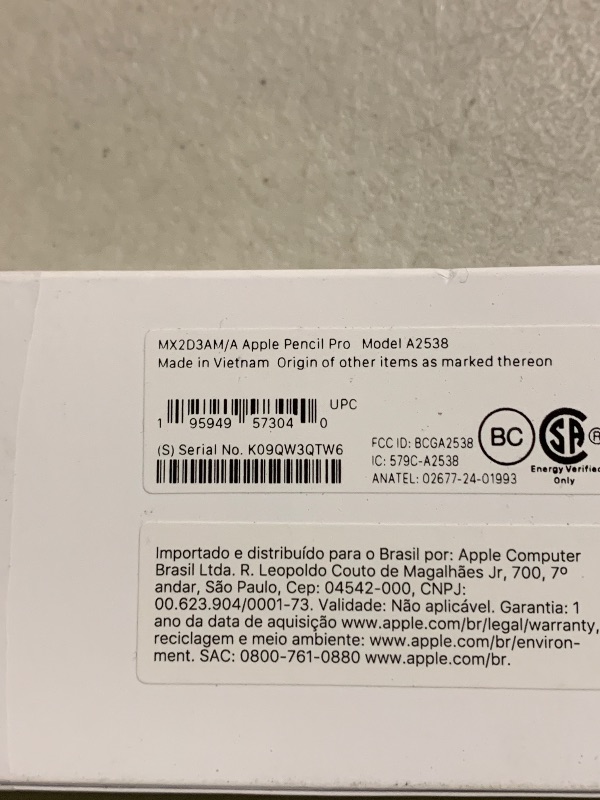 MX2D3AM/A Apple Pencil Pro Model A2538
Made in Vietnam Origin of other items as marked thereon
UPC
1 95949 57304 0
(S) Serial No. K09QW3QTW6
FCC ID: BCGA2538
IC: 579C-A2538
ANATEL: 02677-24-01993
BC
SA ®
Energy Verified
Only
Importado e distribuído para o Brasil por: Apple Computer
Brasil Ltda. R. Leopoldo Couto de Magalhães Jr, 700, 7º
andar, São Paulo, Cep: 04542-000, CNPJ:
00.623.904/0001-73. Validade: Não aplicável. Garantia: 1
ano da data de aquisição www.apple.com/br/legal/warranty,
reciclagem e meio ambiente: www.apple.com/br/environ-
ment. SAC: 0800-761-0880 www.apple.com/br.